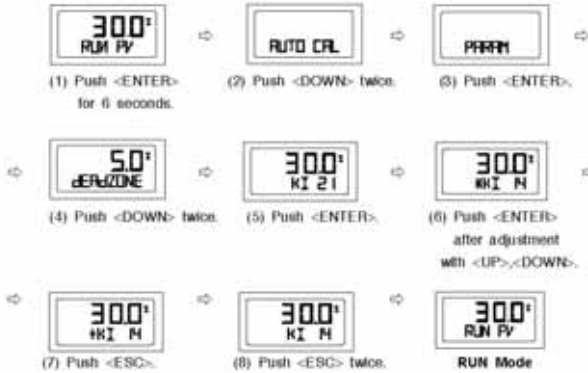 30.0%
RUN PV
AUTO CAL
PARAM
(1) Push <ENTER>
for 6 seconds.
(2) Push <DOWN> twice.
(3) Push <ENTER>.
5.0%
dEAdZONE
30.0%
KI 21
30.0%
KI 14
(4) Push <DOWN> twice.
(5) Push <ENTER>.
(6) Push <ENTER>
after adjustment
with <UP>,<DOWN>.
30.0%
*KI 14
30.0%
KI 14
30.0%
RUN PV
(7) Push <ESC>.
(8) Push <ESC> twice.
RUN Mode